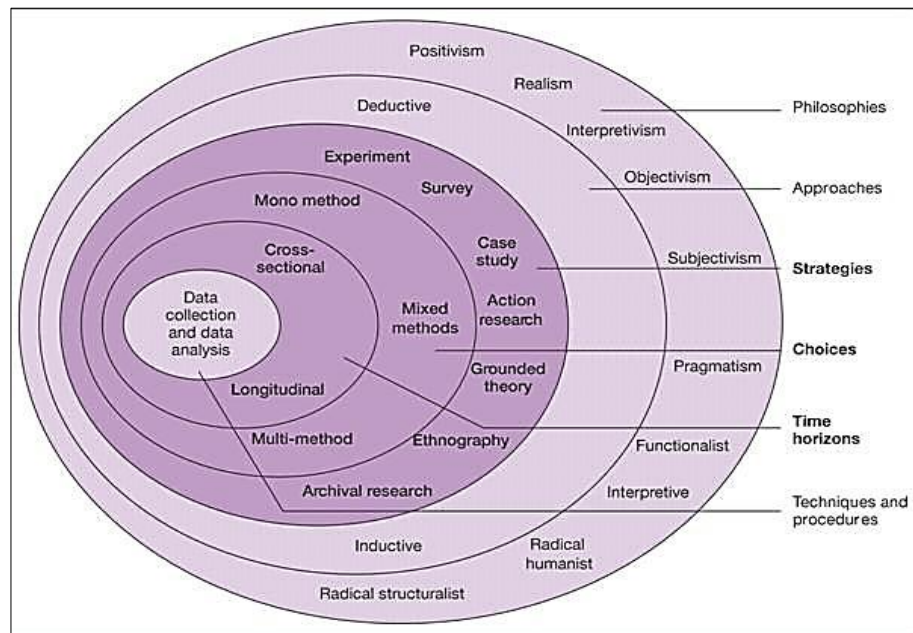 Positivism
Realism
Philosophies
Deductive
Interpretivism
Experiment
Objectivism
Approaches
Survey
Mono method
Cross-
sectional
Case
study
Subjectivism
Strategies
Data
collection
and data
analysis
Mixed
methods
Action
research
Choices
Grounded
theory
Pragmatism
Longitudinal
Time
horizons
Multi-method
Ethnography
Functionalist
Archival research
Interpretive
Techniques and
procedures
Inductive
Radical
humanist
Radical structuralist